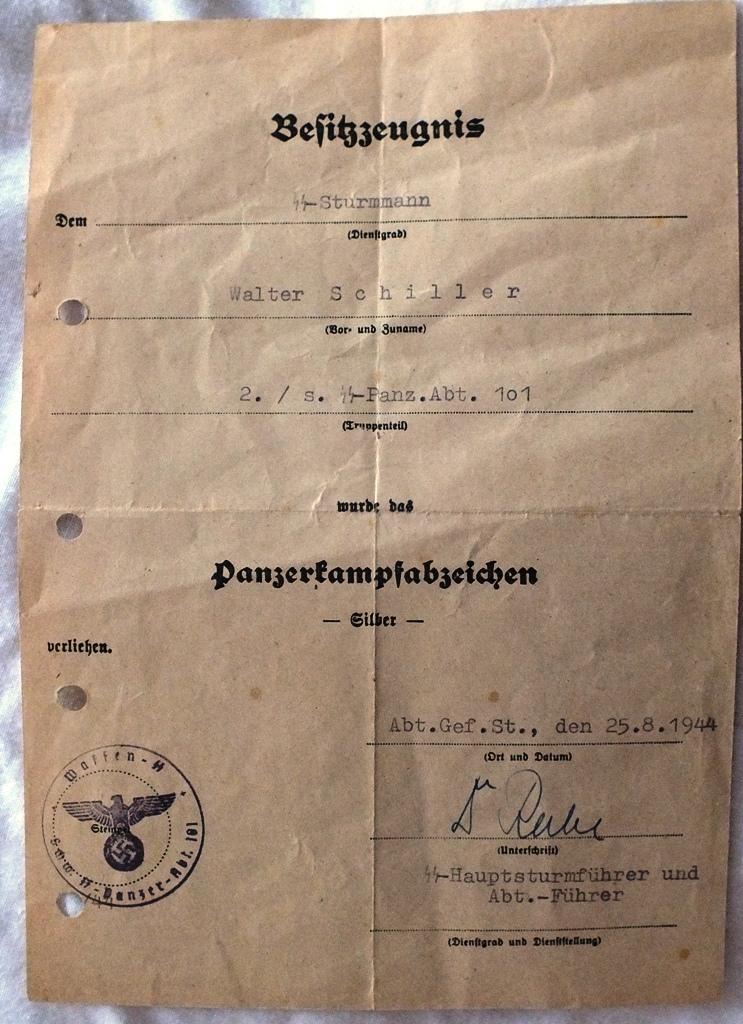 Besitzzeugnis
Dem ᛋᛋ-Sturmmann
(Dienstgrad)
Walter Schiller
(Vor- und Zuname)
2. / s. ᛋᛋ-Panz.Abt. 101
(Truppenteil)
wurde das
Panzerkampfabzeichen
— Silber —
verliehen.
Abt.Gef.St., den 25.8.1944
(Ort und Datum)
Waffen-ᛋᛋ
ᛋᛋ-Panzer-Abt. 101
(Unterschrift)
ᛋᛋ-Hauptsturmführer und
Abt.-Führer
(Dienstgrad und Dienststellung)